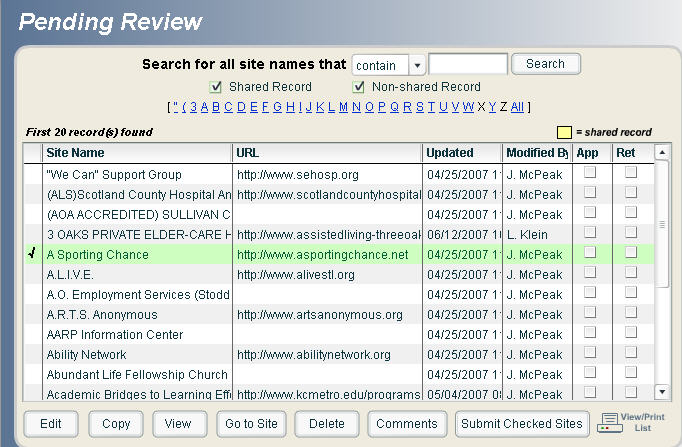 Pending Review
Search for all site names that contain Search
Shared Record Non-shared Record
[ " ( 3 A B C D E F G H I J K L M N O P Q R S T U V W X Y Z All ]
First 20 record(s) found = shared record
Site Name URL Updated Modified By App Ret
"We Can" Support Group http://www.sehosp.org 04/25/2007 1 J. McPeak
(ALS)Scotland County Hospital An http://www.scotlandcountyhospital 04/25/2007 1 J. McPeak
(AOA ACCREDITED) SULLIVAN C 04/25/2007 1 J. McPeak
3 OAKS PRIVATE ELDER-CARE H http://www.assistedliving-threeoak 06/12/2007 1 L. Klein
√ A Sporting Chance http://www.asportingchance.net 04/25/2007 1 J. McPeak
A.L.I.V.E. http://www.alivestl.org 04/25/2007 1 J. McPeak
A.O. Employment Services (Stodd 04/25/2007 1 J. McPeak
A.R.T.S. Anonymous http://www.artsanonymous.org 04/25/2007 1 J. McPeak
AARP Information Center 04/25/2007 1 J. McPeak
Ability Network http://www.abilitynetwork.org 04/25/2007 1 J. McPeak
Abundant Life Fellowship Church 04/25/2007 1 J. McPeak
Academic Bridges to Learning Effe http://www.kcmetro.edu/programs 05/04/2007 0 J. McPeak
Edit Copy View Go to Site Delete Comments Submit Checked Sites View/Print
List